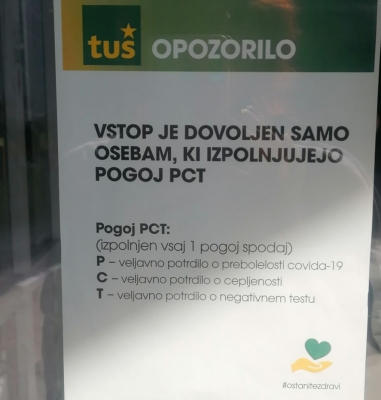 tuš OPOZORILO
VSTOP JE DOVOLJEN SAMO
OSEBAM, KI IZPOLNJUJEJO
POGOJ PCT
Pogoj PCT:
(izpolnjen vsaj 1 pogoj spodaj)
P – veljavno potrdilo o prebolelosti covida-19
C – veljavno potrdilo o cepljenosti
T – veljavno potrdilo o negativnem testu
#ostanitezdravi